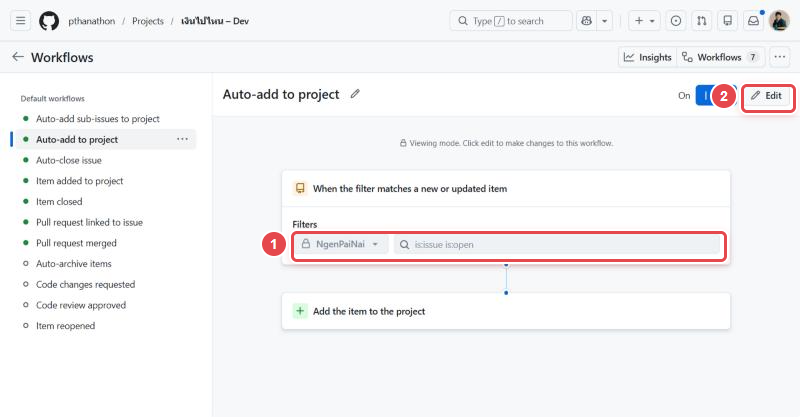 pthanathon / Projects / เงินไปไหน – Dev
Type / to search
Workflows
Insights
Workflows 7
Default workflows
Auto-add sub-issues to project
Auto-add to project
Auto-close issue
Item added to project
Item closed
Pull request linked to issue
Pull request merged
Auto-archive items
Code changes requested
Code review approved
Item reopened
Auto-add to project
On
2
Edit
Viewing mode. Click edit to make changes to this workflow.
When the filter matches a new or updated item
Filters
1
NgenPaiNai
is:issue is:open
Add the item to the project